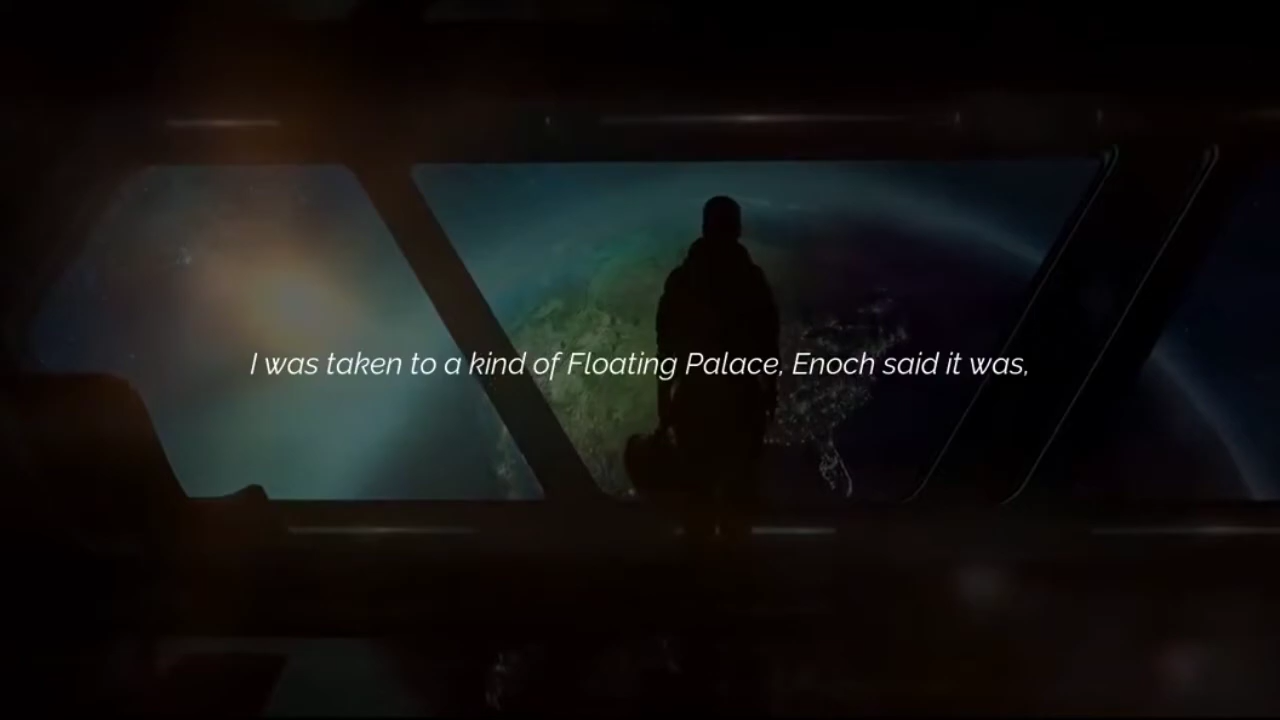 I was taken to a kind of Floating Palace, Enoch said it was,